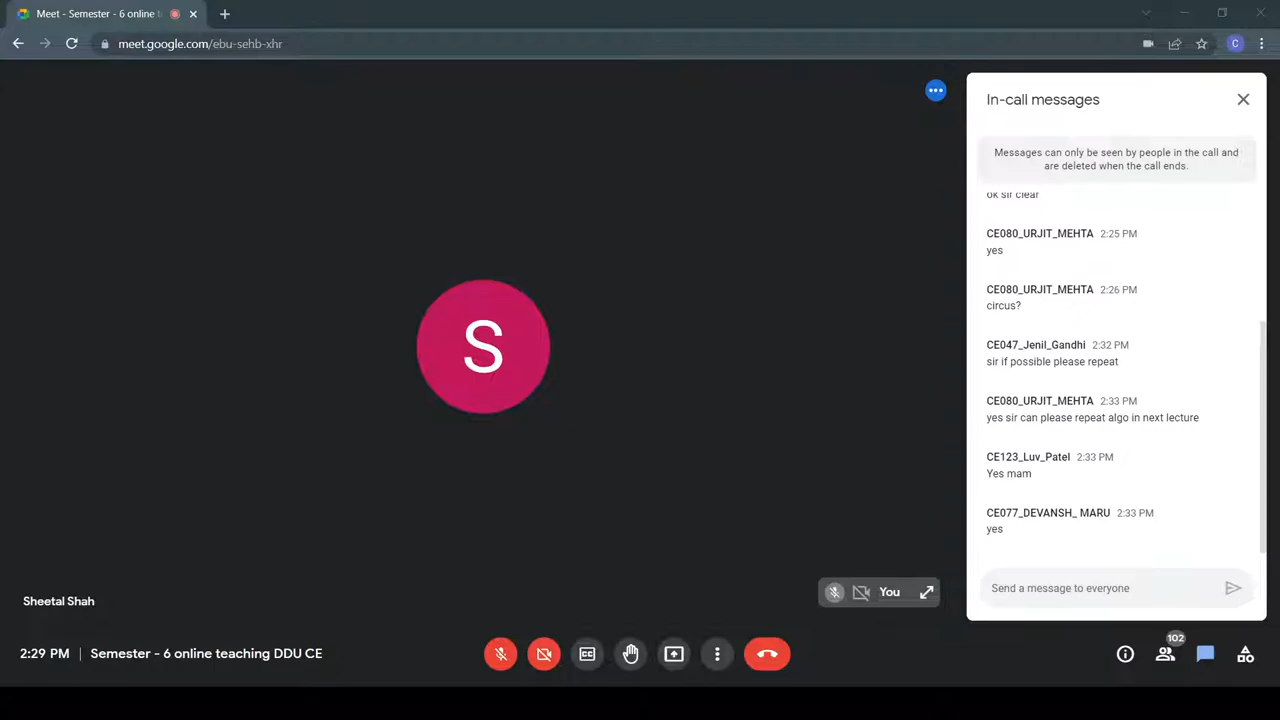 Meet - Semester - 6 online t
meet.google.com/ebu-sehb-xhr
C
In-call messages
Messages can only be seen by people in the call and
are deleted when the call ends.
ok sir clear
CE080_URJIT_MEHTA 2:25 PM
yes
CE080_URJIT_MEHTA 2:26 PM
circus?
CE047_Jenil_Gandhi 2:32 PM
sir if possible please repeat
CE080_URJIT_MEHTA 2:33 PM
yes sir can please repeat algo in next lecture
CE123_Luv_Patel 2:33 PM
Yes mam
CE077_DEVANSH_ MARU 2:33 PM
yes
Send a message to everyone
S
Sheetal Shah
You
2:29 PM | Semester - 6 online teaching DDU CE
102